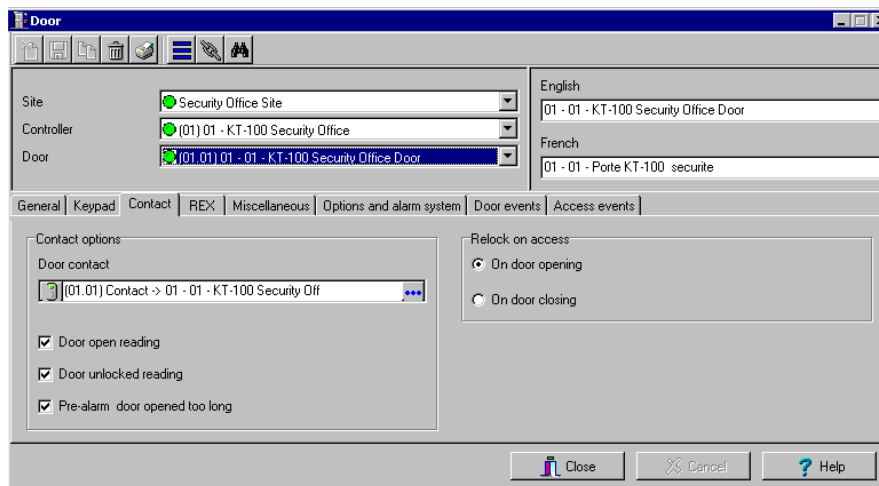 Door
Site
Security Office Site
Controller
(01) 01 - KT-100 Security Office
Door
(01.01) 01 - 01 - KT-100 Security Office Door
English
01 - 01 - KT-100 Security Office Door
French
01 - 01 - Porte KT-100 securite
General Keypad Contact REX Miscellaneous Options and alarm system Door events Access events
Contact options
Door contact
(01.01) Contact -> 01 - 01 - KT-100 Security Off
Door open reading
Door unlocked reading
Pre-alarm door opened too long
Relock on access
On door opening
On door closing
Close Cancel Help